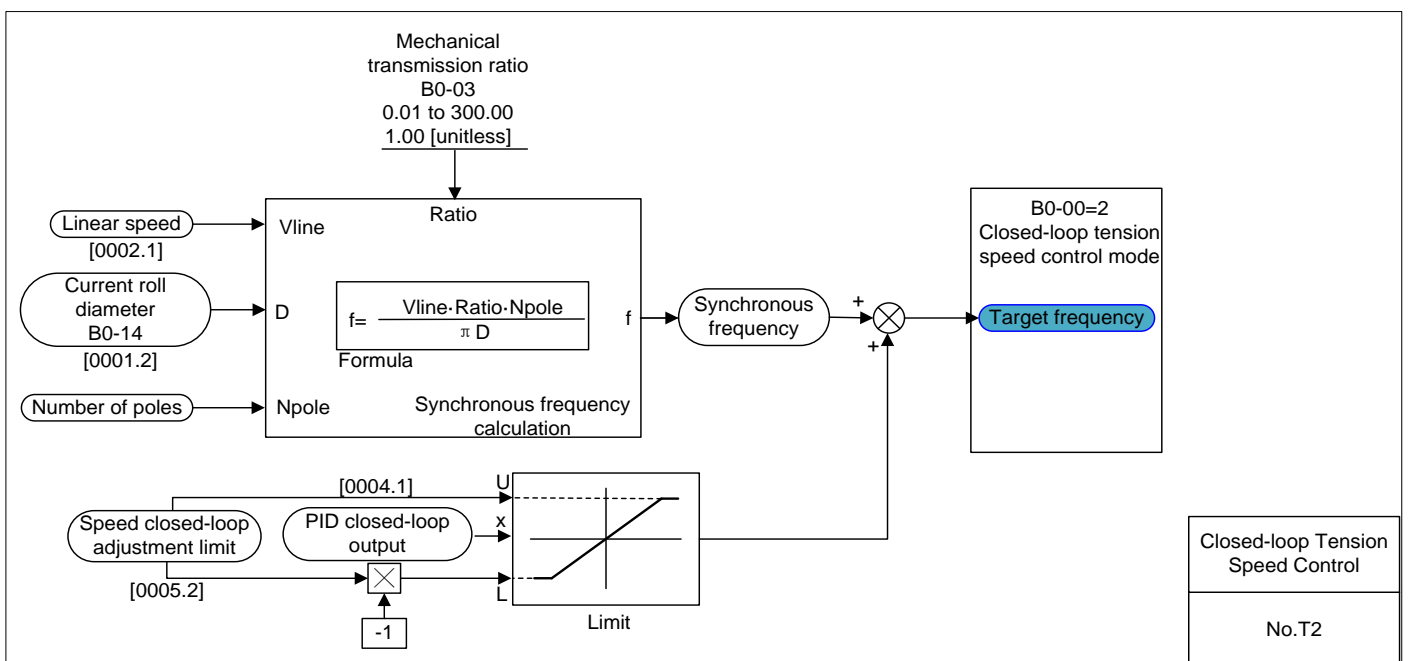 Mechanical
transmission ratio
B0-03
0.01 to 300.00
1.00 [unitless]
Linear speed
[0002.1]
Current roll
diameter
B0-14
[0001.2]
Number of poles
Ratio
Vline
D
Npole
f=
Vline·Ratio·Npole
π D
Formula
f
Synchronous frequency
calculation
Synchronous
frequency
+
+
B0-00=2
Closed-loop tension
speed control mode
Target frequency
[0004.1]
Speed closed-loop
adjustment limit
[0005.2]
PID closed-loop
output
-1
U
x
L
Limit
Closed-loop Tension
Speed Control
No.T2